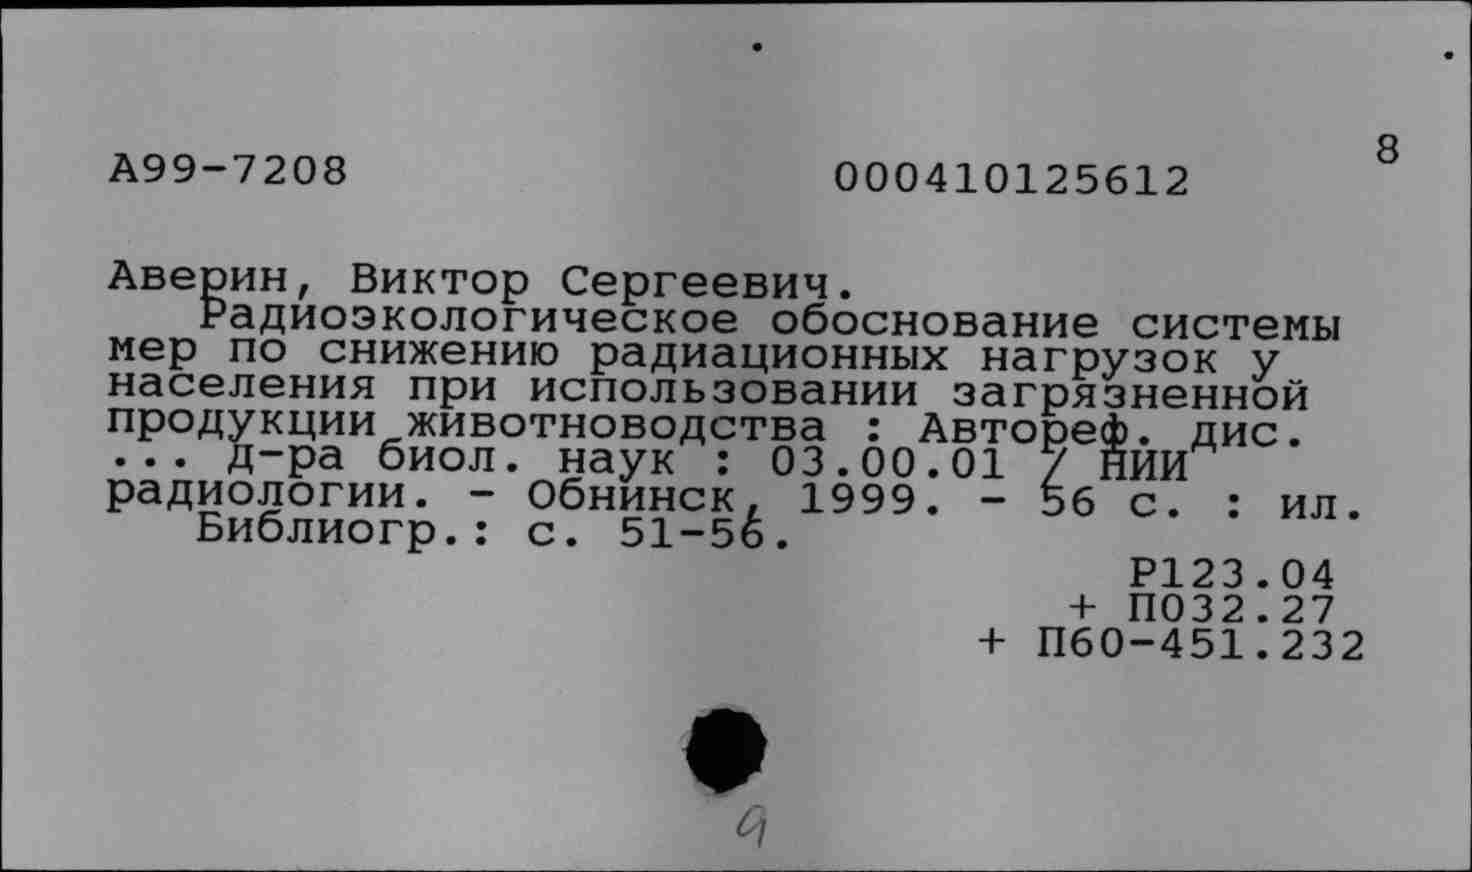 8
А99-7208 000410125612
Аверин, Виктор Сергеевич.
Радиоэкологическое обоснование системы
мер по снижению радиационных нагрузок у
населения при использовании загрязненной
продукции животноводства : Автореф. дис.
... д-ра биол. наук : 03.00.01 / НИИ
радиологии. - Обнинск, 1999. - 56 с. : ил.
Библиогр.: с. 51-56.
Р123.04
+ П032.27
+ П60-451.232